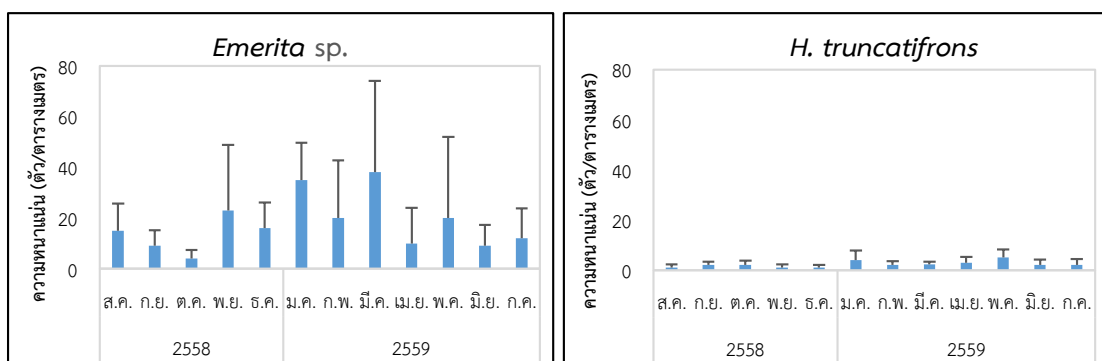 Emerita sp.
ความหนาแน่น (ตัว/ตารางเมตร)
80
60
40
20
0
ส.ค. ก.ย. ต.ค. พ.ย. ธ.ค. ม.ค. ก.พ. มี.ค. เม.ย. พ.ค. มิ.ย. ก.ค.
2558 2559
H. truncatifrons
ความหนาแน่น (ตัว/ตารางเมตร)
80
60
40
20
0
ส.ค. ก.ย. ต.ค. พ.ย. ธ.ค. ม.ค. ก.พ. มี.ค. เม.ย. พ.ค. มิ.ย. ก.ค.
2558 2559